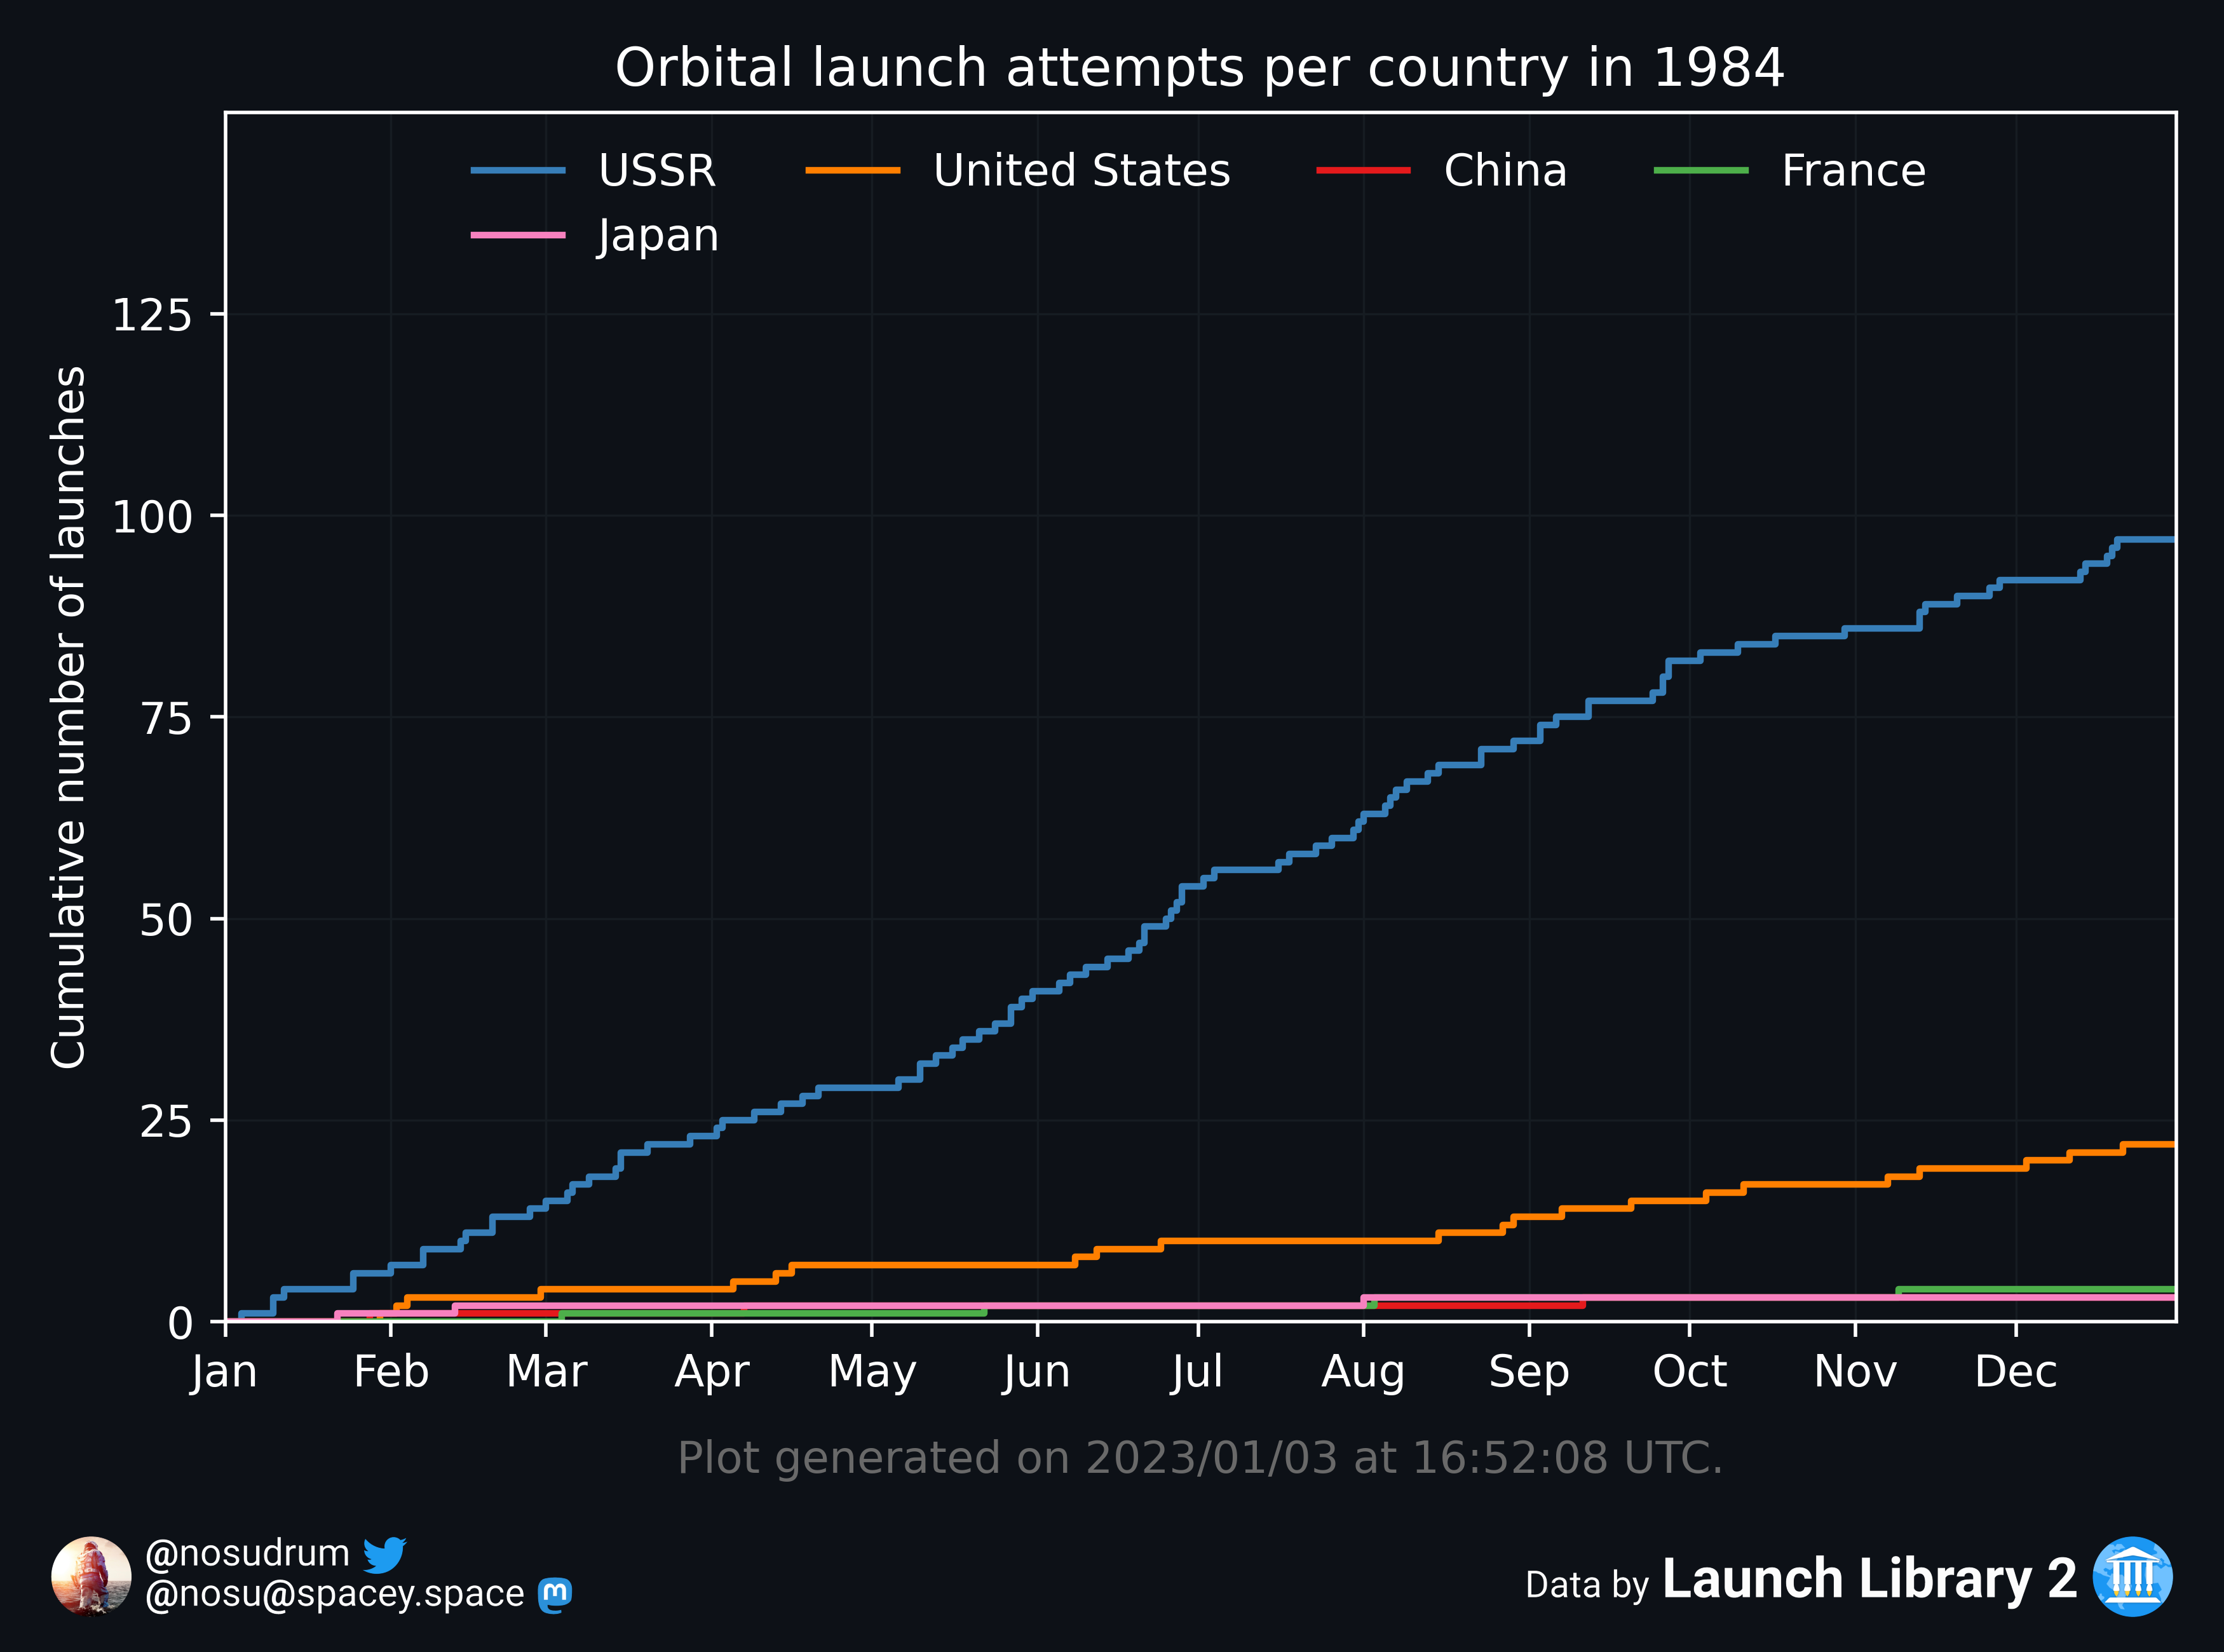 Orbital launch attempts per country in 1984
USSR United States China France
Japan
Cumulative number of launches
125
100
75
50
25
0
Jan Feb Mar Apr May Jun Jul Aug Sep Oct Nov Dec
Plot generated on 2023/01/03 at 16:52:08 UTC.
@nosudrum
@nosu@spacey.space
Data by Launch Library 2